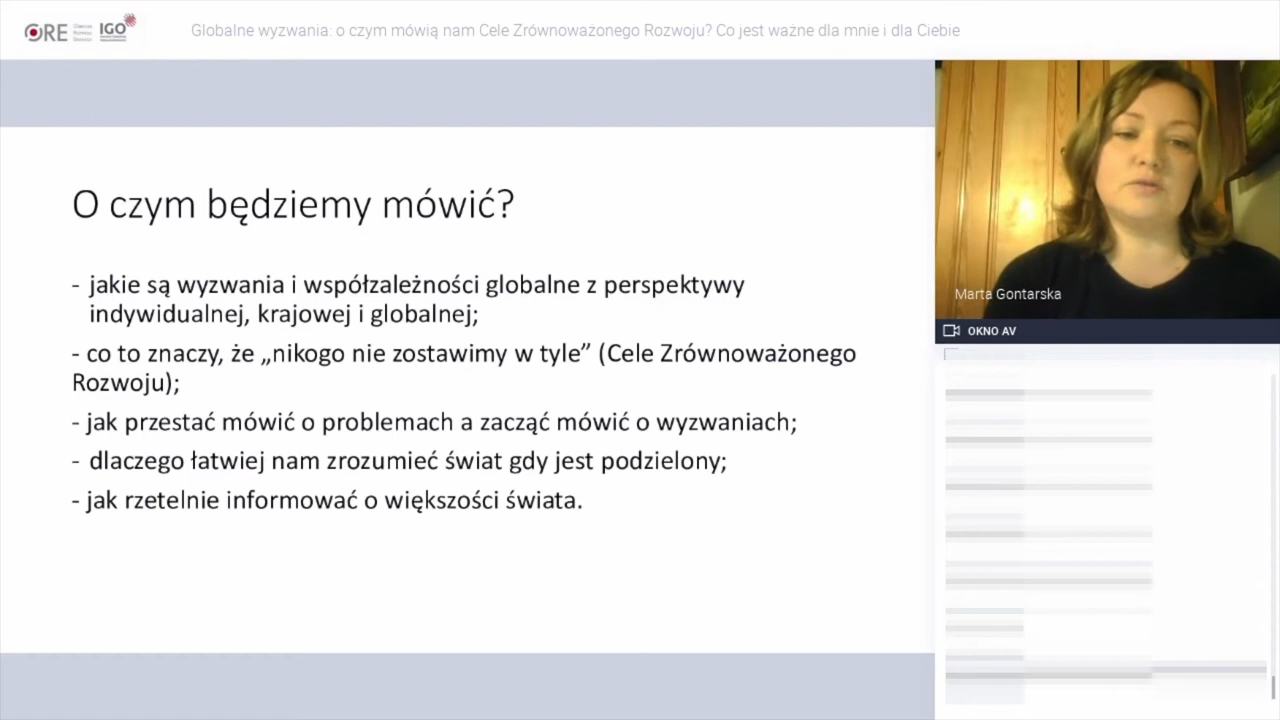 ORE
IGO
Globalne wyzwania: o czym mówią nam Cele Zrównoważonego Rozwoju? Co jest ważne dla mnie i dla Ciebie
O czym będziemy mówić?
- jakie są wyzwania i współzależności globalne z perspektywy
indywidualnej, krajowej i globalnej;
- co to znaczy, że „nikogo nie zostawimy w tyle” (Cele Zrównoważonego
Rozwoju);
- jak przestać mówić o problemach a zacząć mówić o wyzwaniach;
- dlaczego łatwiej nam zrozumieć świat gdy jest podzielony;
- jak rzetelnie informować o większości świata.
Marta Gontarska
OKNO AV